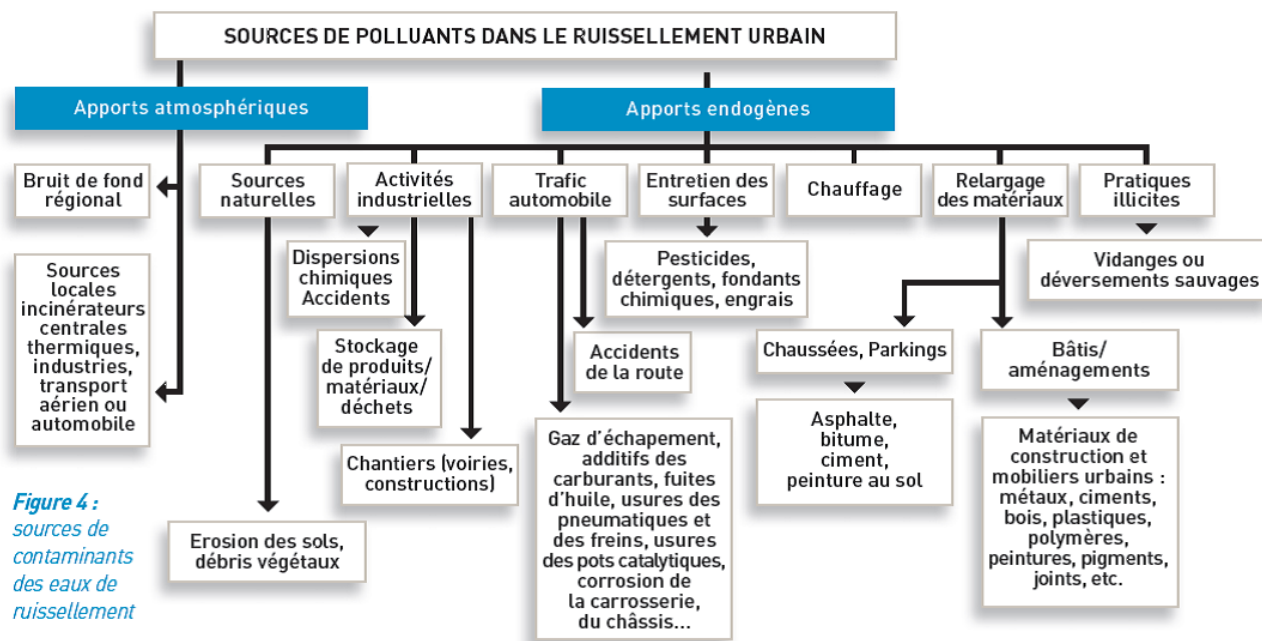 SOURCES DE POLLUANTS DANS LE RUISSELLEMENT URBAIN
Apports atmosphériques
Apports endogènes
Bruit de fond
régional
Sources
naturelles
Activités
industrielles
Trafic
automobile
Entretien des
surfaces
Chauffage
Relargage
des matériaux
Pratiques
illicites
Sources
locales
incinérateurs
centrales
thermiques,
industries,
transport
aérien ou
automobile
Dispersions
chimiques
Accidents
Pesticides,
détergents, fondants
chimiques, engrais
Vidanges ou
déversements sauvages
Stockage
de produits/
matériaux/
déchets
Accidents
de la route
Chaussées, Parkings
Bâtis/
aménagements
Chantiers (voiries,
constructions)
Gaz d'échapement,
additifs des
carburants, fuites
d'huile, usures des
pneumatiques et
des freins, usures
des pots catalytiques,
corrosion de
la carrosserie,
du châssis...
Asphalte,
bitume,
ciment,
peinture au sol
Matériaux de
construction et
mobiliers urbains :
métaux, ciments,
bois, plastiques,
polymères,
peintures, pigments,
joints, etc.
Erosion des sols,
débris végétaux
Figure 4 :
sources de
contaminants
des eaux de
ruissellement